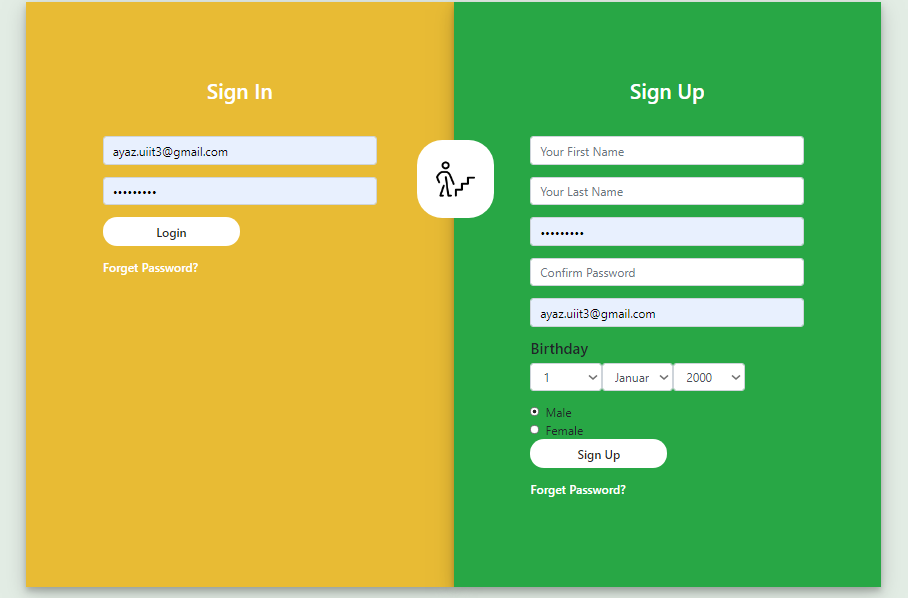 Sign In
ayaz.uiit3@gmail.com
•••••••••
Login
Forget Password?
Sign Up
Your First Name
Your Last Name
•••••••••
Confirm Password
ayaz.uiit3@gmail.com
Birthday
1 Januar 2000
Male
Female
Sign Up
Forget Password?